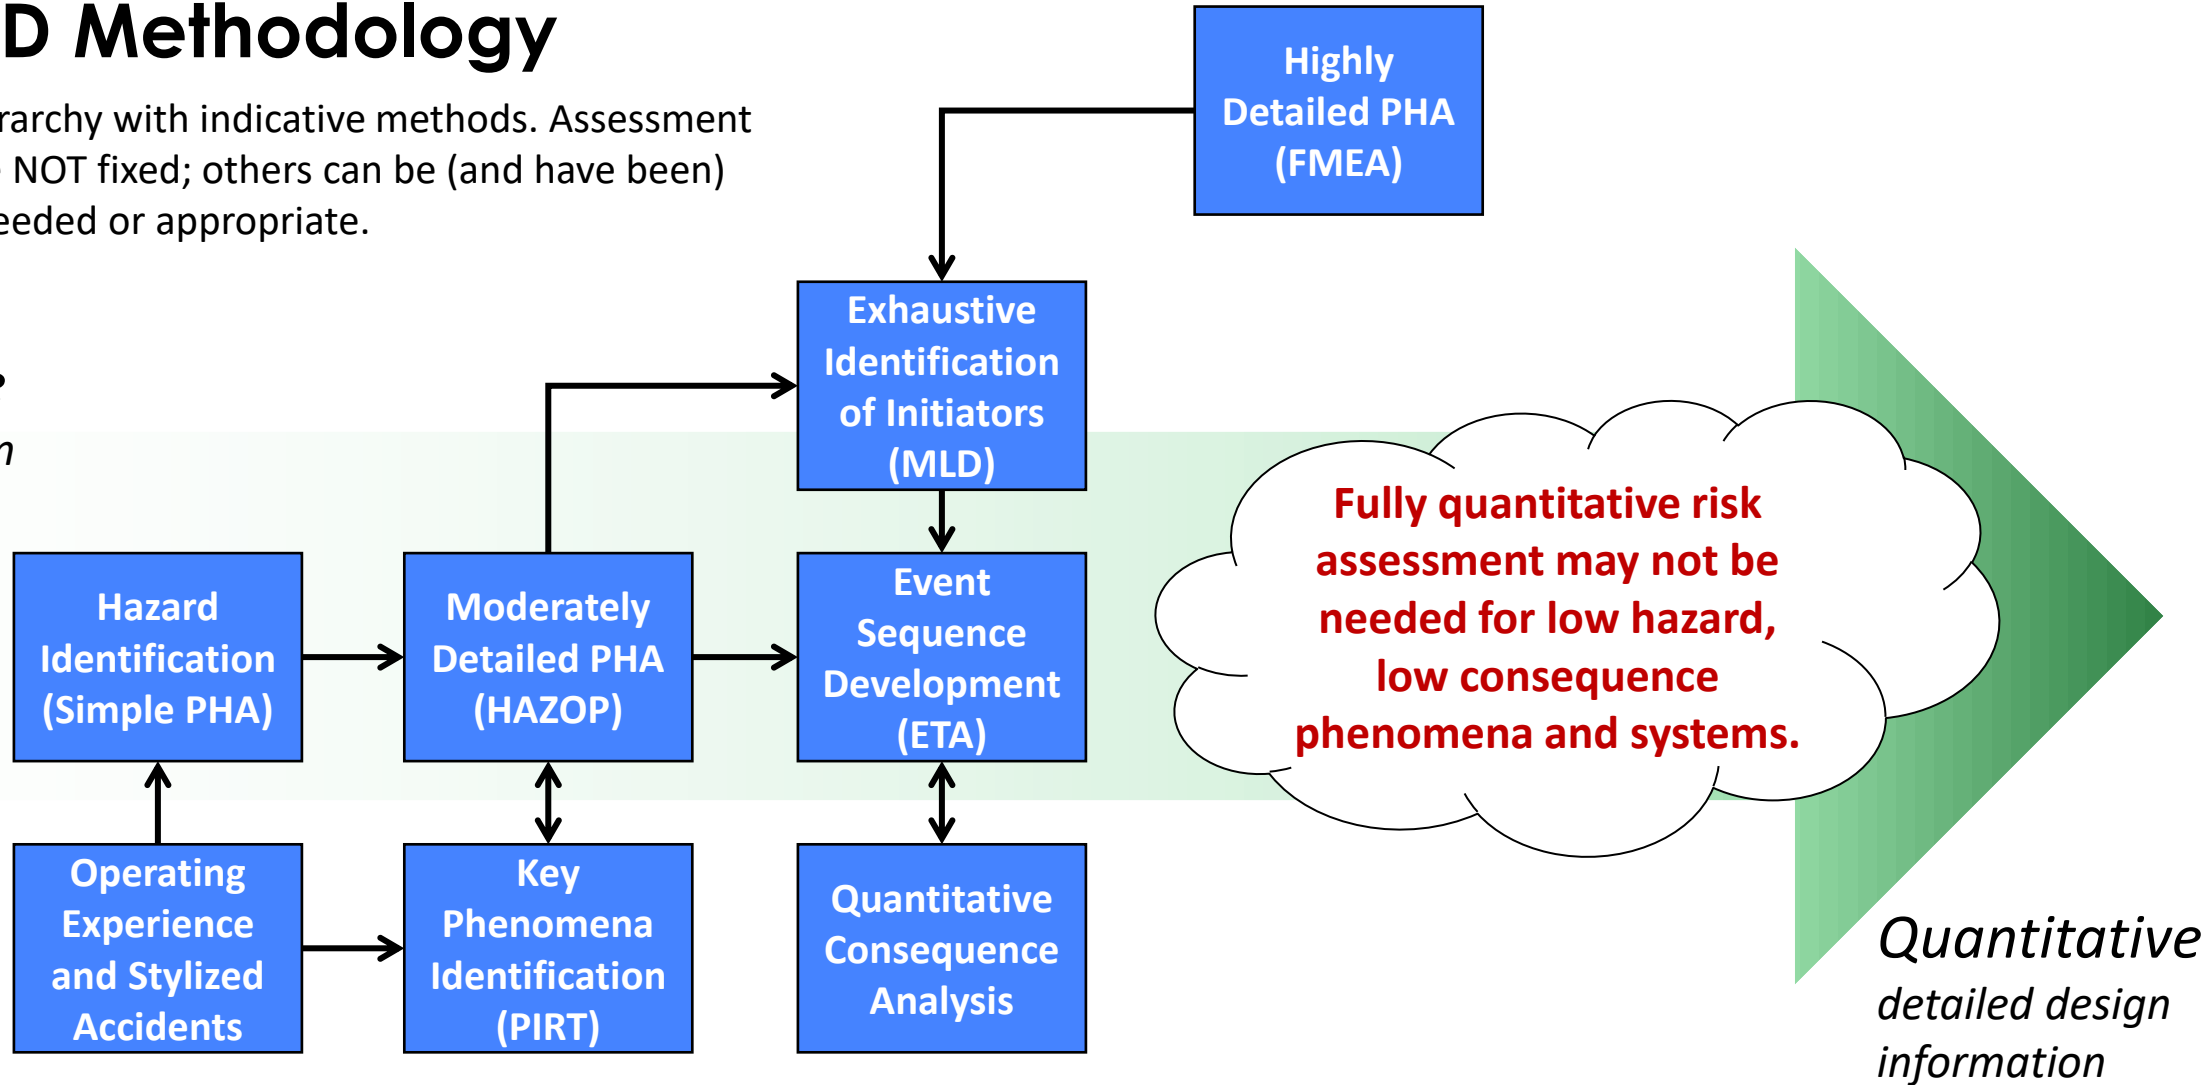 D Methodology
rarchy with indicative methods. Assessment
NOT fixed; others can be (and have been)
eeded or appropriate.
Highly
Detailed PHA
(FMEA)
Exhaustive
Identification
of Initiators
(MLD)
Hazard
Identification
(Simple PHA)
Moderately
Detailed PHA
(HAZOP)
Event
Sequence
Development
(ETA)
Fully quantitative risk
assessment may not be
needed for low hazard,
low consequence
phenomena and systems.
Operating
Experience
and Stylized
Accidents
Key
Phenomena
Identification
(PIRT)
Quantitative
Consequence
Analysis
Quantitative
detailed design
information